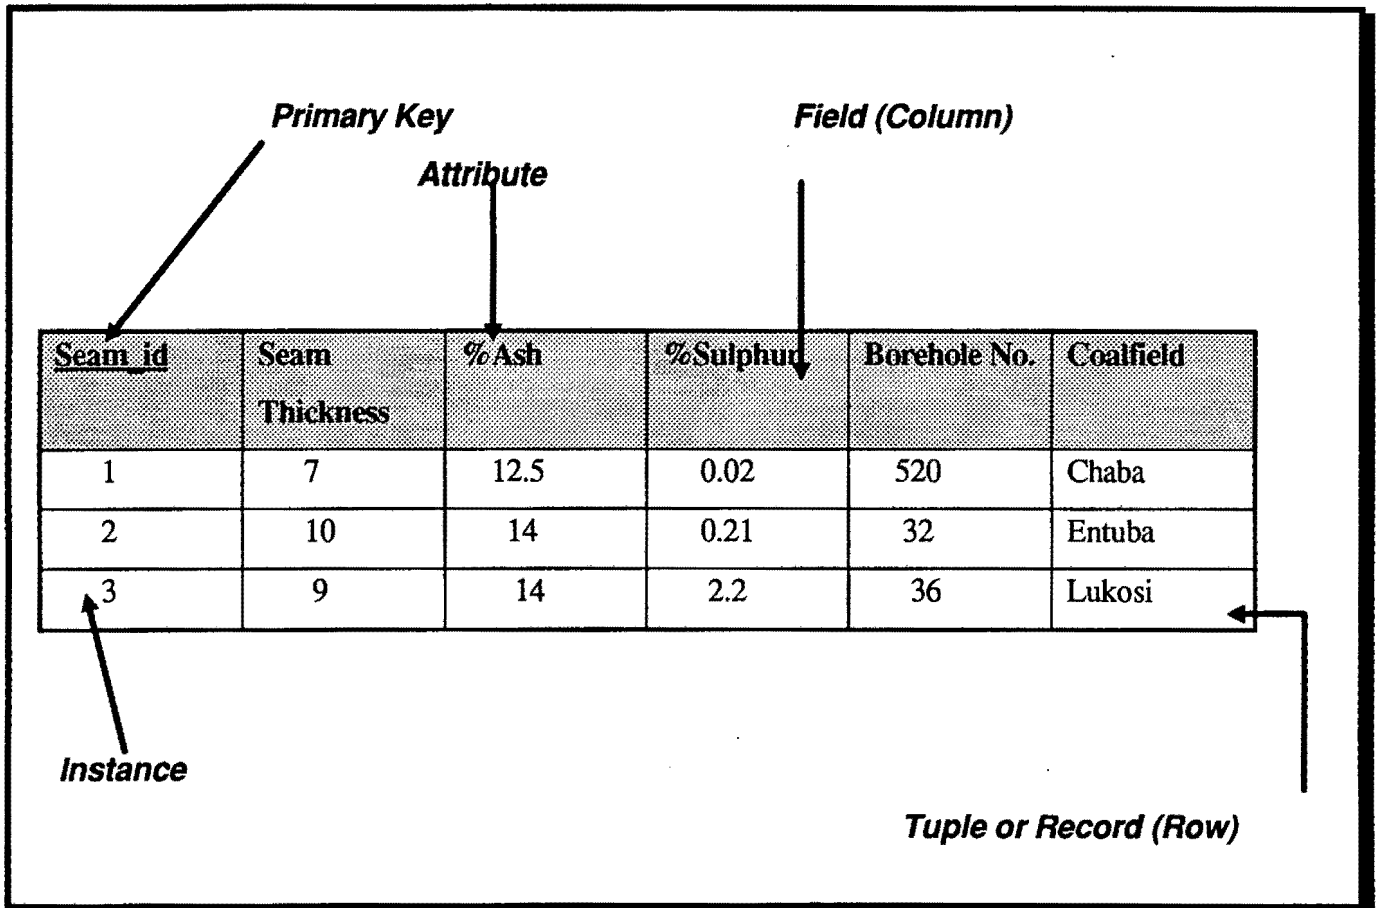 Primary Key
Field (Column)
Attribute
Seam_id
Seam
Thickness
%Ash
%Sulphur
Borehole No.
Coalfield
1 7 12.5 0.02 520 Chaba
2 10 14 0.21 32 Entuba
3 9 14 2.2 36 Lukosi
Instance
Tuple or Record (Row)